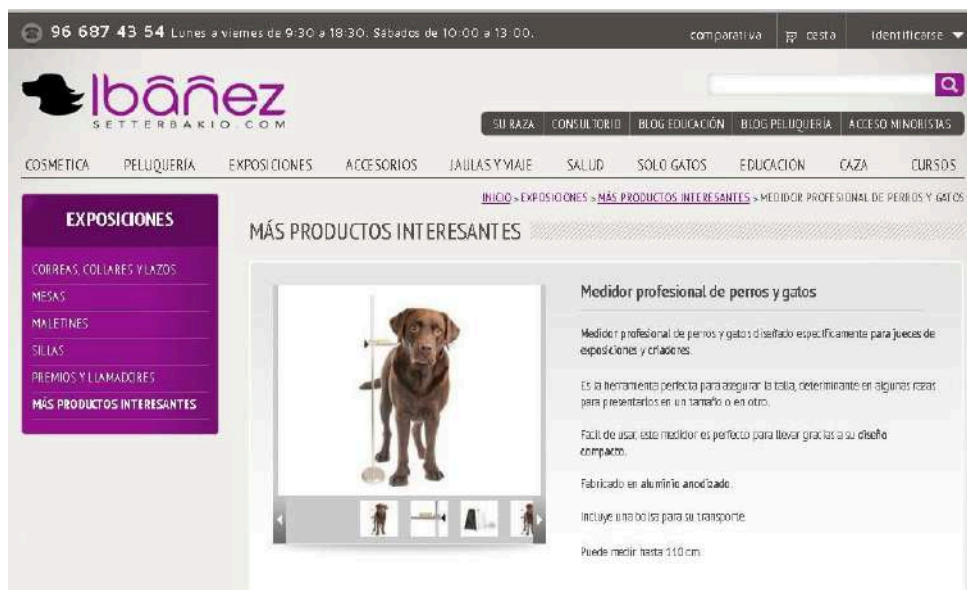 96 687 43 54 Lunes a viernes de 9:30 a 18:30. Sábados de 10:00 a 13:00.
comparativa cesta identificarse
Ibâñez
SETTERBAKIO.COM
SU RAZA CONSULTORIO BLOG EDUCACIÓN BLOG PELUQUERÍA ACCESO MINORISTAS
COSMETICA PELUQUERÍA EXPOSICIONES ACCESORIOS JAULAS Y VIAJE SALUD SOLO GATOS EDUCACIÓN CAZA CURSOS
INICIO » EXPOSICIONES » MÁS PRODUCTOS INTERESANTES » MEDIDOR PROFESIONAL DE PERROS Y GATOS
EXPOSICIONES
CORREAS, COLLARES Y LAZOS
MESAS
MALETINES
SILLAS
PREMIOS Y LLAMADORES
MÁS PRODUCTOS INTERESANTES
MÁS PRODUCTOS INTERESANTES
Medidor profesional de perros y gatos
Medidor profesional de perros y gatos diseñado específicamente para jueces de
exposiciones y criadores.
Es la herramienta perfecta para asegurar la talla, determinante en algunas razas
para presentarlos en un tamaño o en otro.
Fácil de usar, este medidor es perfecto para llevar gracias a su diseño
compacto.
Fabricado en aluminio anodizado.
Incluye una bolsa para su transporte.
Puede medir hasta 110 cm.